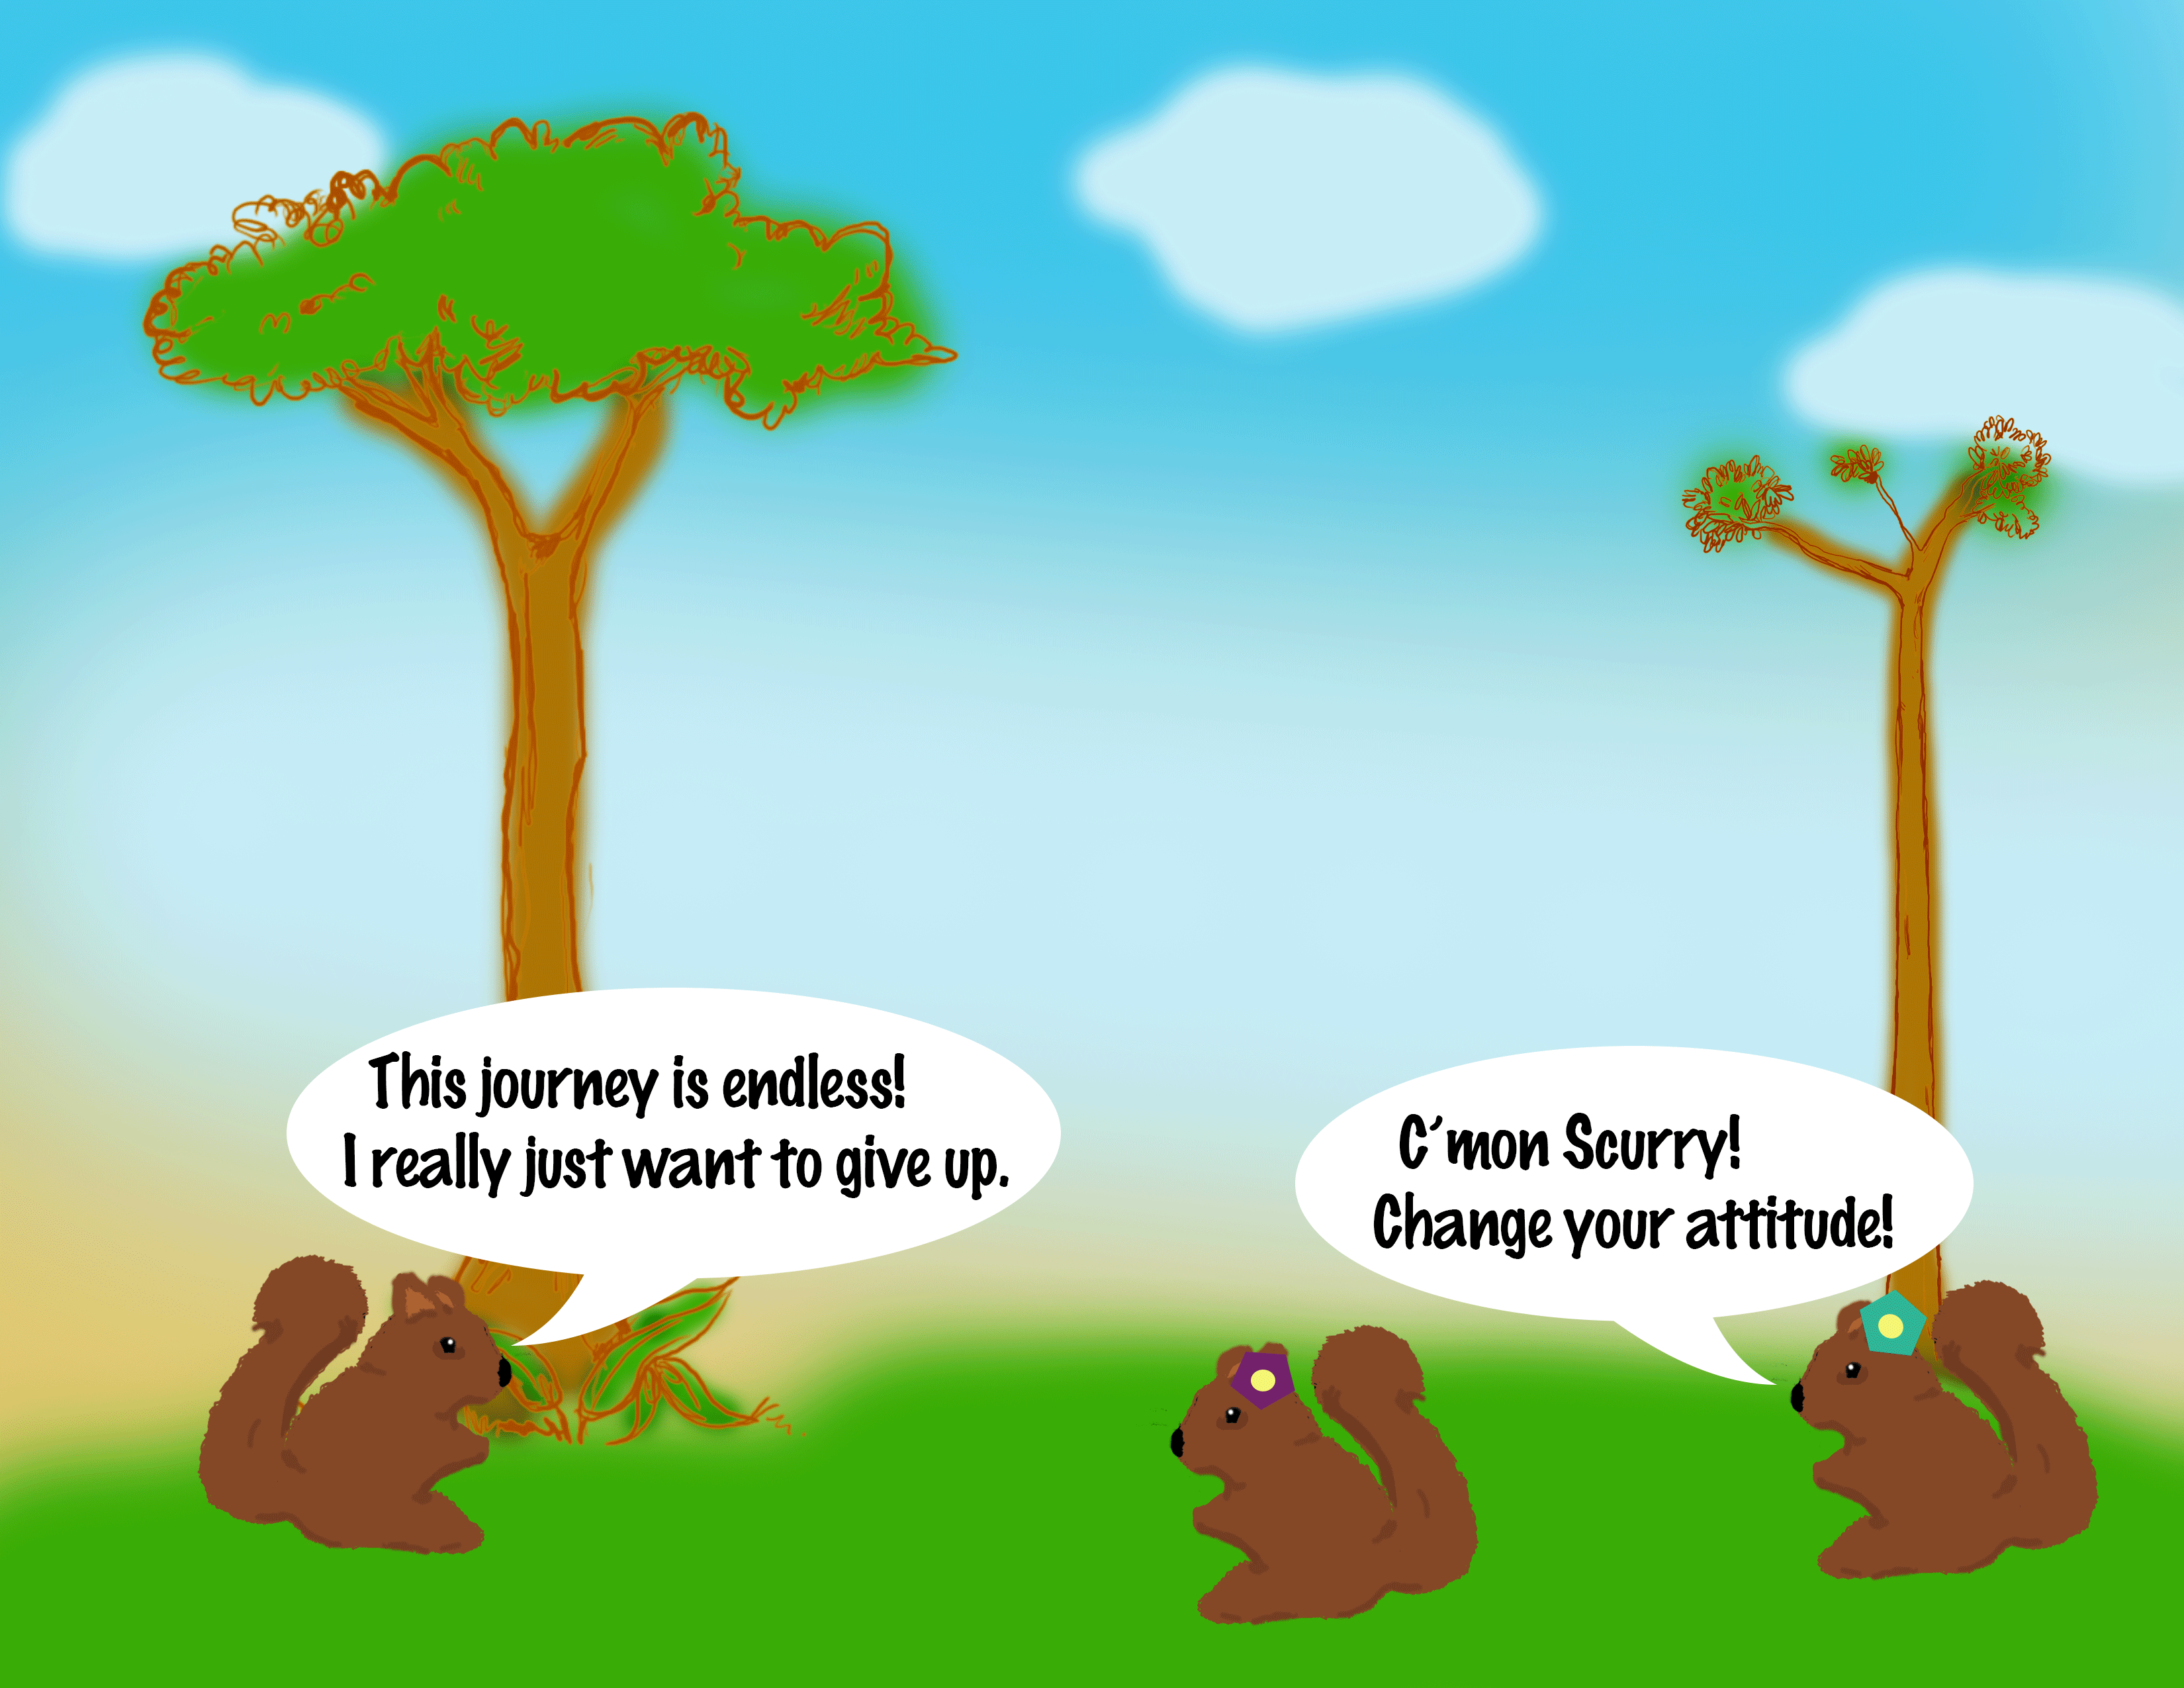 This journey is endless!
I really just want to give up.
C'mon Scurry!
Change your attitude!